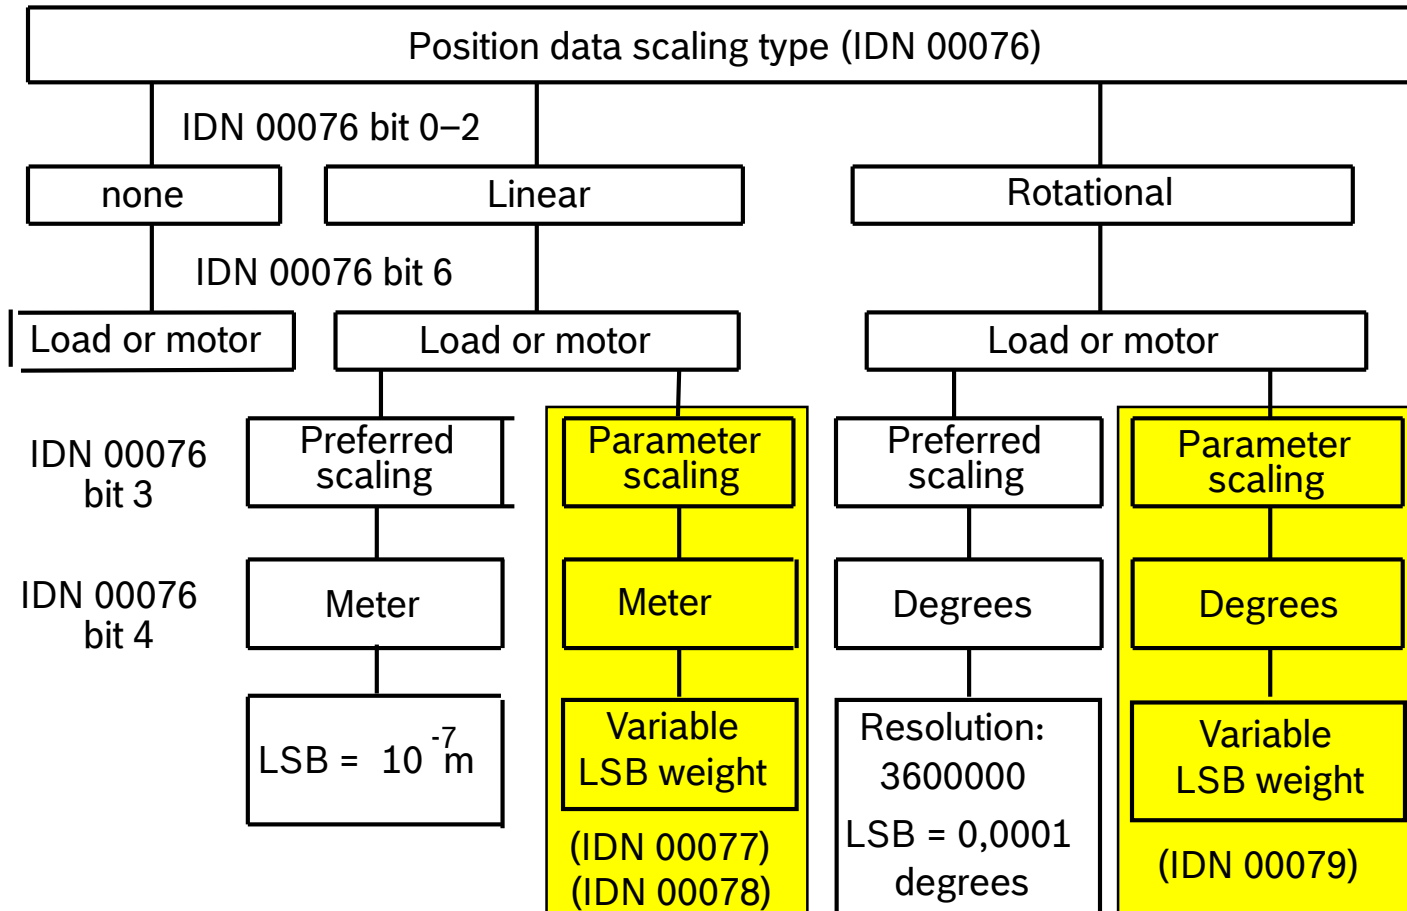 Position data scaling type (IDN 00076)
IDN 00076 bit 0–2
none
Linear
Rotational
IDN 00076 bit 6
Load or motor
Load or motor
Load or motor
IDN 00076
bit 3
Preferred
scaling
Parameter
scaling
Preferred
scaling
Parameter
scaling
IDN 00076
bit 4
Meter
Meter
Degrees
Degrees
LSB = 10 -7 m
Variable
LSB weight
(IDN 00077)
(IDN 00078)
Resolution:
3600000
LSB = 0,0001
degrees
Variable
LSB weight
(IDN 00079)